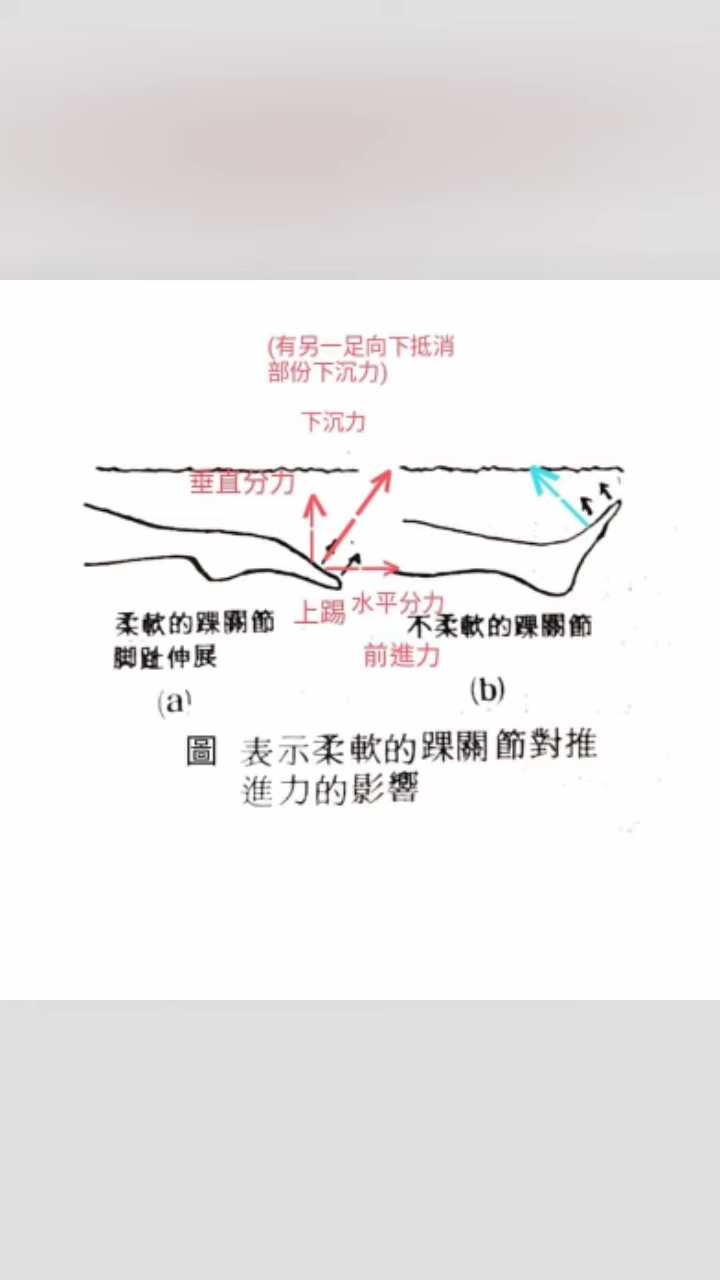 (有另一足向下抵消
部份下沉力)
下沉力
垂直分力
上踢
水平分力
前進力
柔軟的踝關節
脚趾伸展
(a)
不柔軟的踝關節
(b)
圖 表示柔軟的踝關節對推
進力的影響